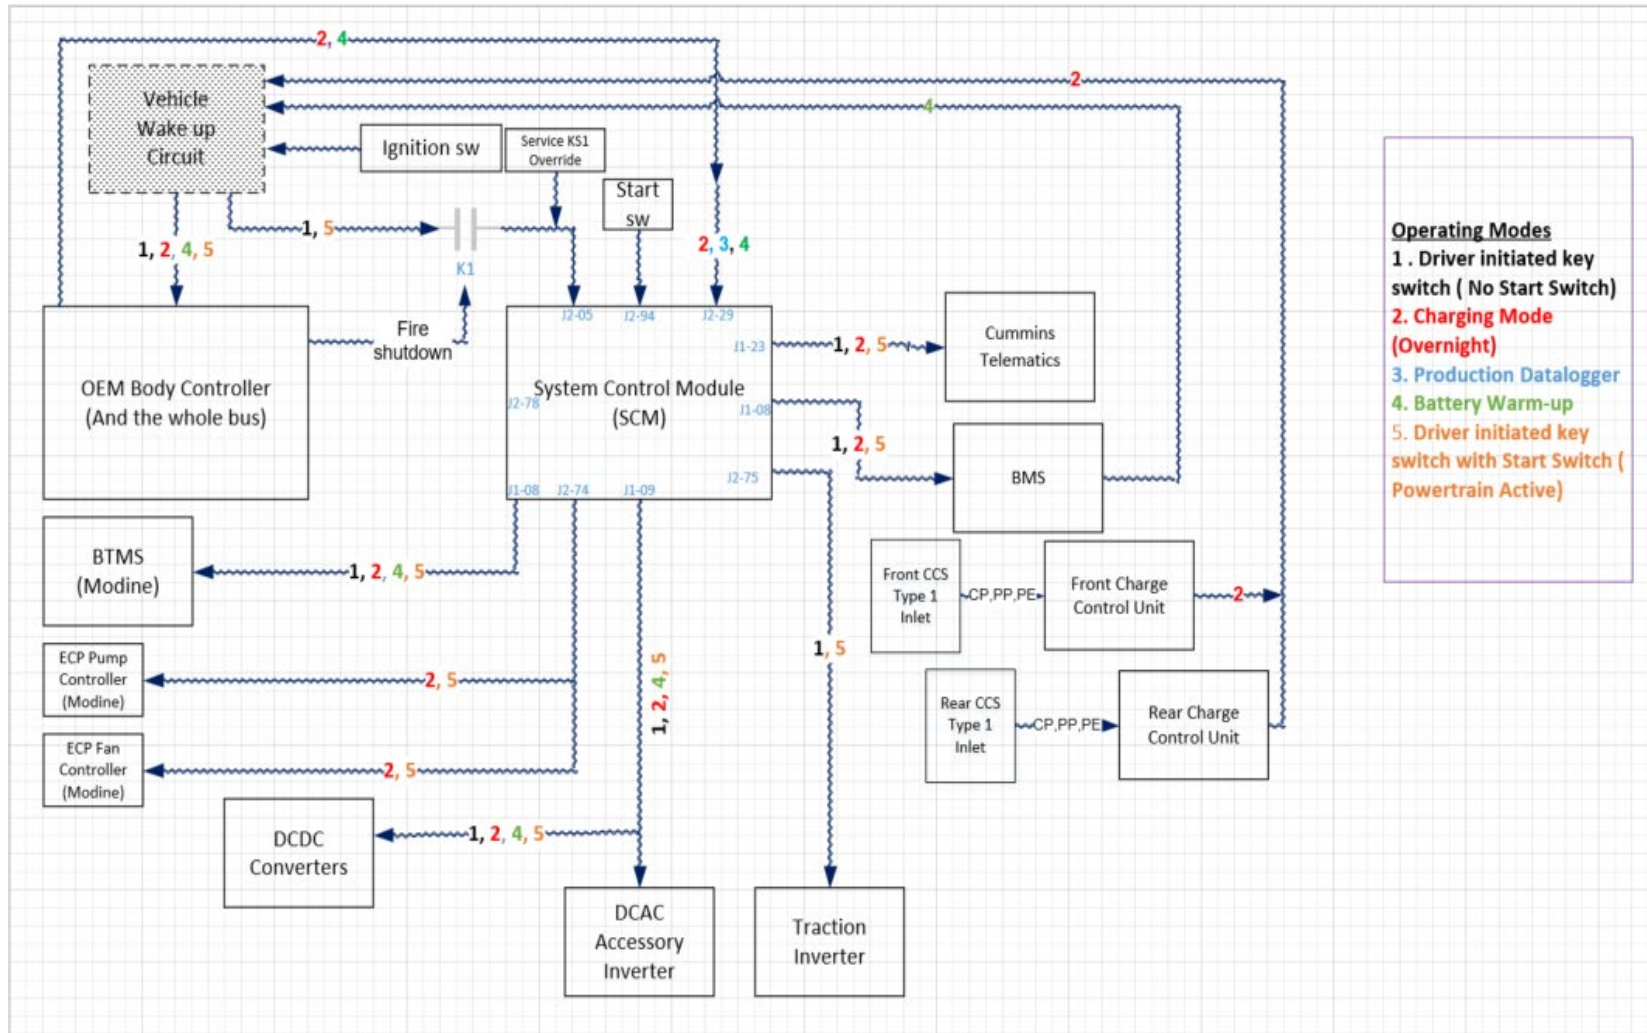 2, 4
2
4
Vehicle
Wake up
Circuit
Ignition sw
Service KS1
Override
Start
sw
1, 5
K1
1, 2, 4, 5
2, 3, 4
Fire
shutdown
OEM Body Controller
(And the whole bus)
J2-05
J2-94
J2-29
J1-23
J2-78
System Control Module
(SCM)
J1-08
J2-75
J1-08
J2-74
J1-09
1, 2, 5
Cummins
Telematics
1, 2, 5
BMS
BTMS
(Modine)
1, 2, 4, 5
ECP Pump
Controller
(Modine)
2, 5
ECP Fan
Controller
(Modine)
2, 5
1, 2, 4, 5
1, 5
DCDC
Converters
1, 2, 4, 5
DCAC
Accessory
Inverter
Traction
Inverter
Front CCS
Type 1
Inlet
CP,PP,PE
Front Charge
Control Unit
2
Rear CCS
Type 1
Inlet
CP,PP,PE
Rear Charge
Control Unit
Operating Modes
1 . Driver initiated key
switch ( No Start Switch)
2. Charging Mode
(Overnight)
3. Production Datalogger
4. Battery Warm-up
5. Driver initiated key
switch with Start Switch (
Powertrain Active)